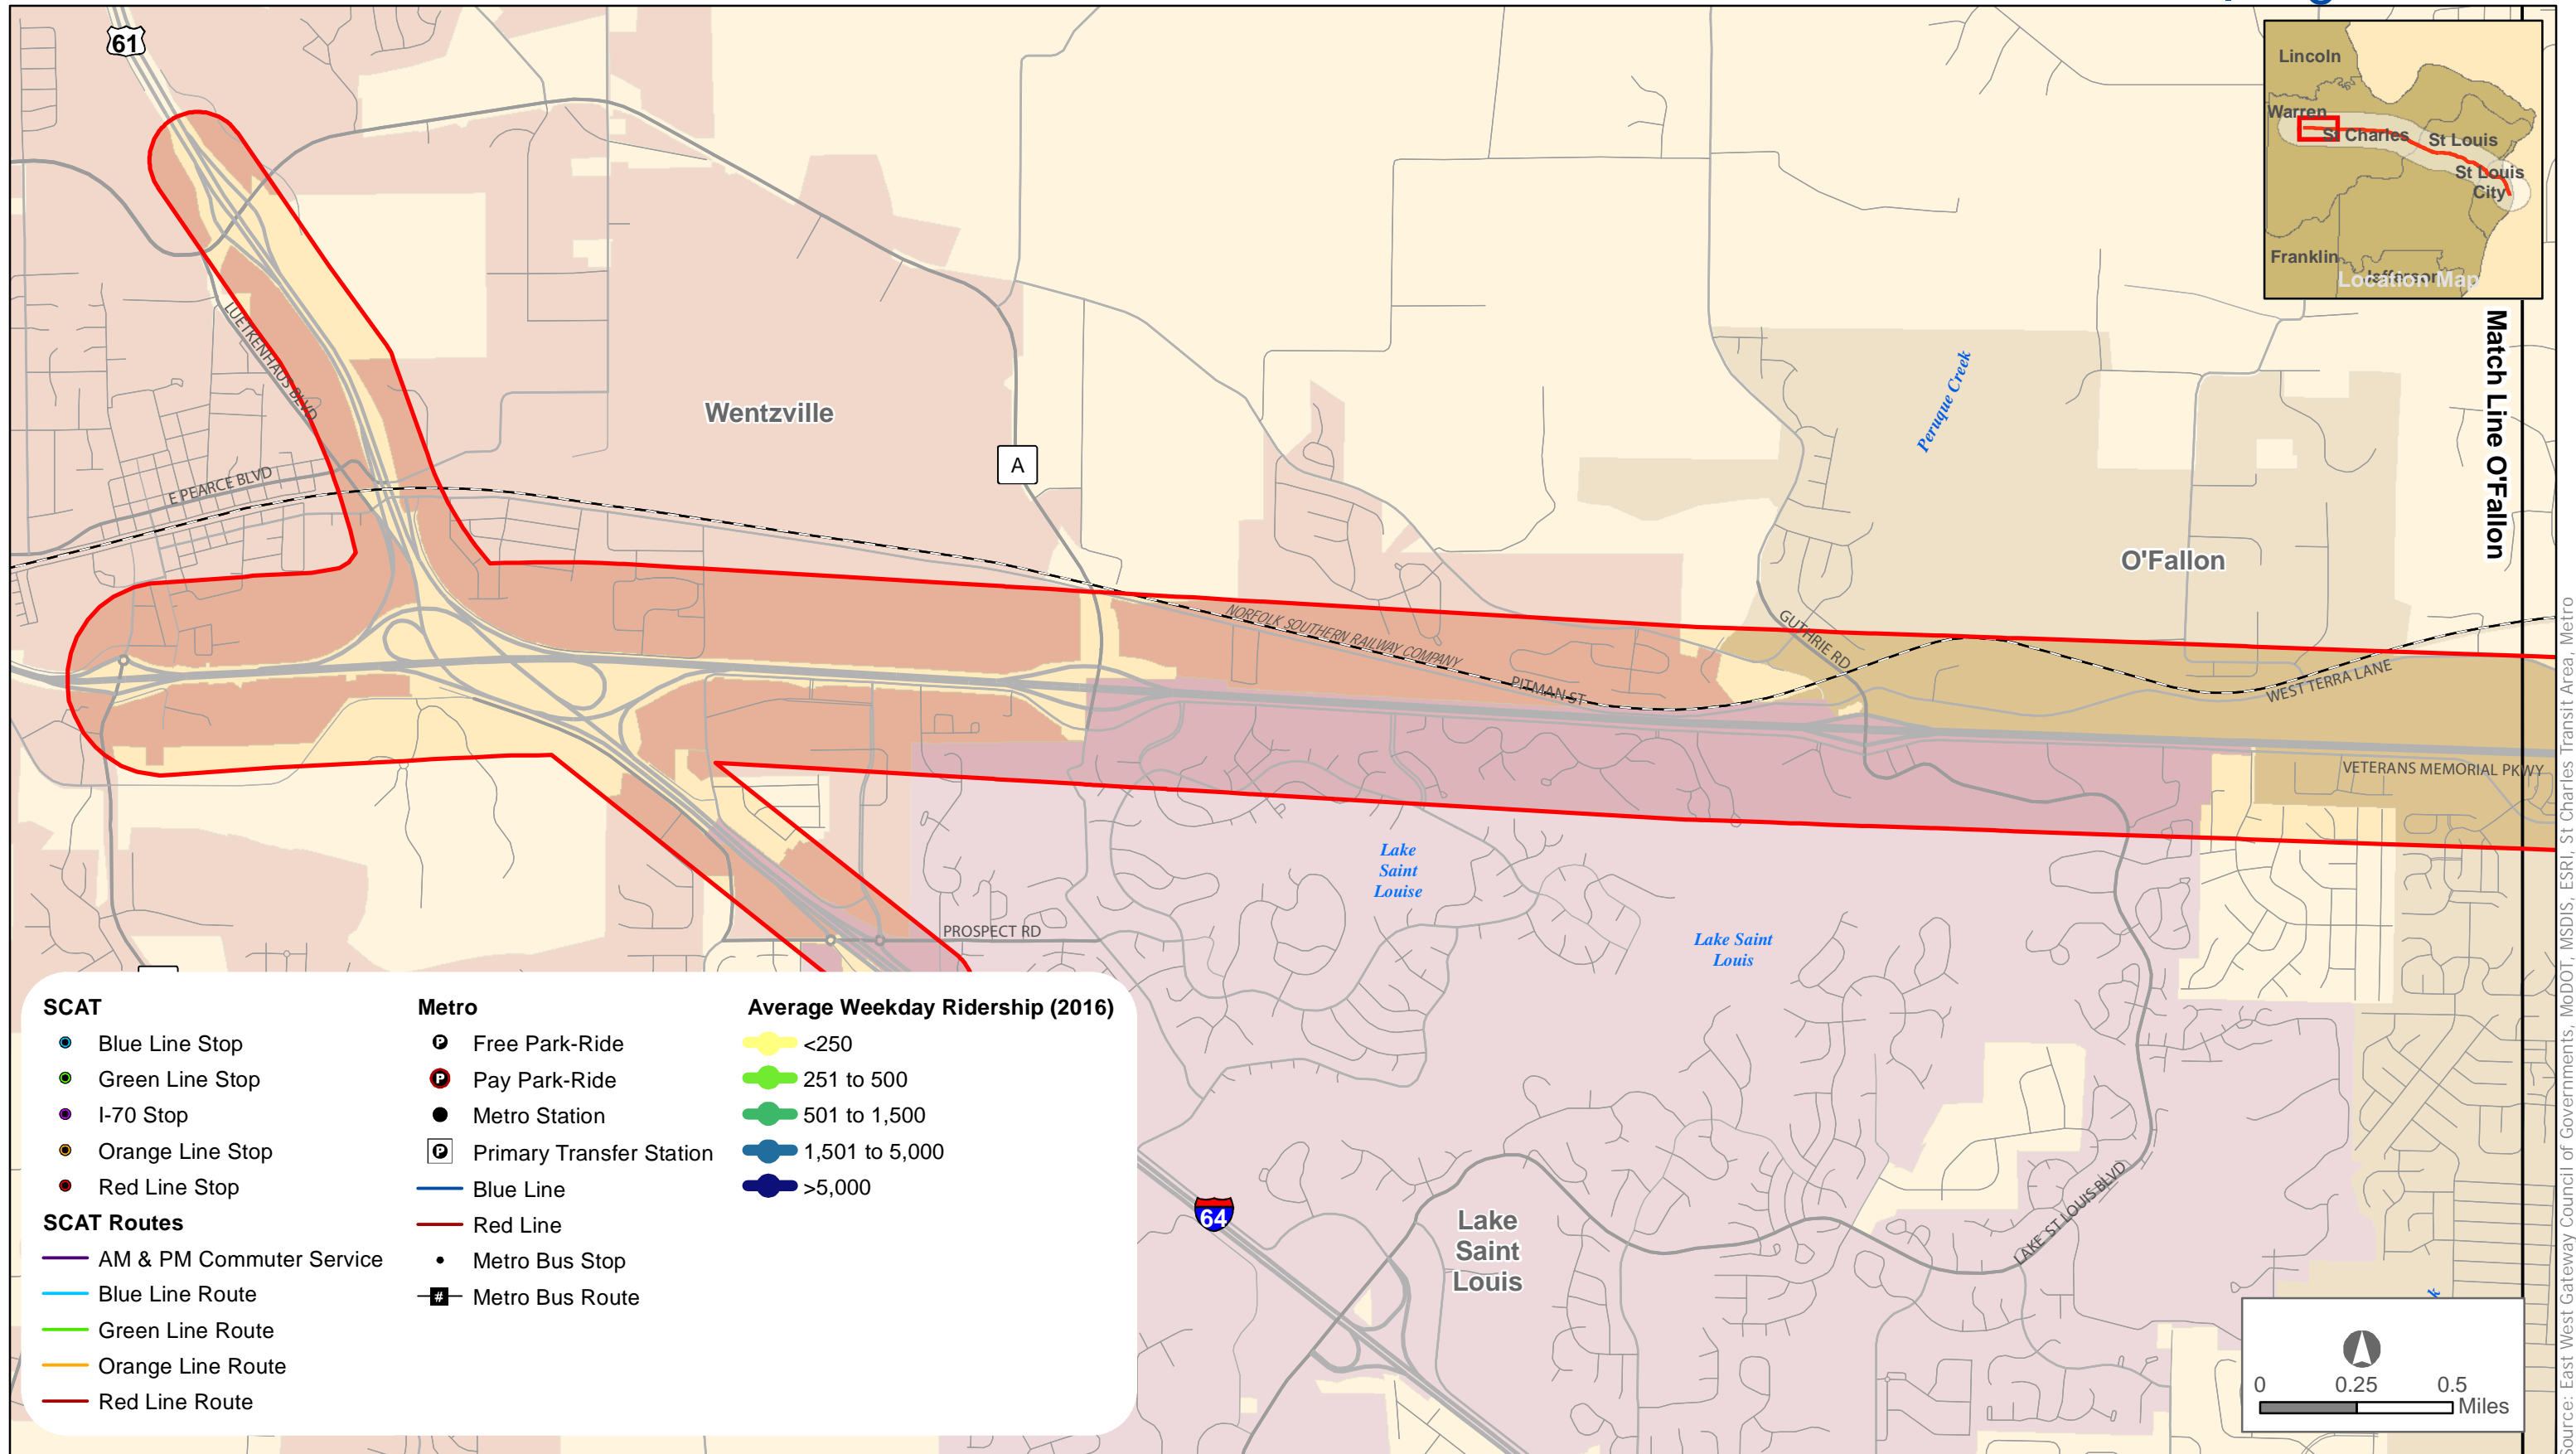 61
Lincoln
Warren
St Charles
St Louis
St Louis
City
Franklin
Jefferson
Location Map
Match Line O'Fallon
LUETKENHAUS BLVD
Wentzville
A
Peruque Creek
E PEARCE BLVD
O'Fallon
NORFOLK SOUTHERN RAILWAY COMPANY
GUTHRIE RD
PITMAN ST
WEST TERRA LANE
VETERANS MEMORIAL PKWY
Lake
Saint
Louise
PROSPECT RD
Lake Saint
Louis
64
Lake
Saint
Louis
LAKE ST LOUIS BLVD
SCAT
Blue Line Stop
Green Line Stop
I-70 Stop
Orange Line Stop
Red Line Stop
SCAT Routes
AM & PM Commuter Service
Blue Line Route
Green Line Route
Orange Line Route
Red Line Route
Metro
P Free Park-Ride
P Pay Park-Ride
Metro Station
P Primary Transfer Station
Blue Line
Red Line
Metro Bus Stop
# Metro Bus Route
Average Weekday Ridership (2016)
<250
251 to 500
501 to 1,500
1,501 to 5,000
>5,000
k
0 0.25 0.5
Miles
Source: East West Gateway Council of Governments, MoDOT, MSDIS, ESRI, St Charles Transit Area, Metro